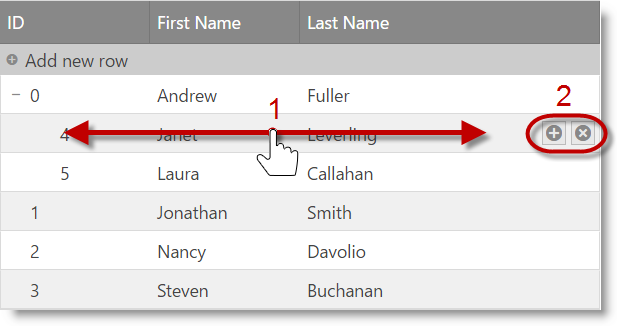 ID First Name Last Name
Add new row
0 Andrew Fuller
1 2
4 Janet Leverling
5 Laura Callahan
1 Jonathan Smith
2 Nancy Davolio
3 Steven Buchanan